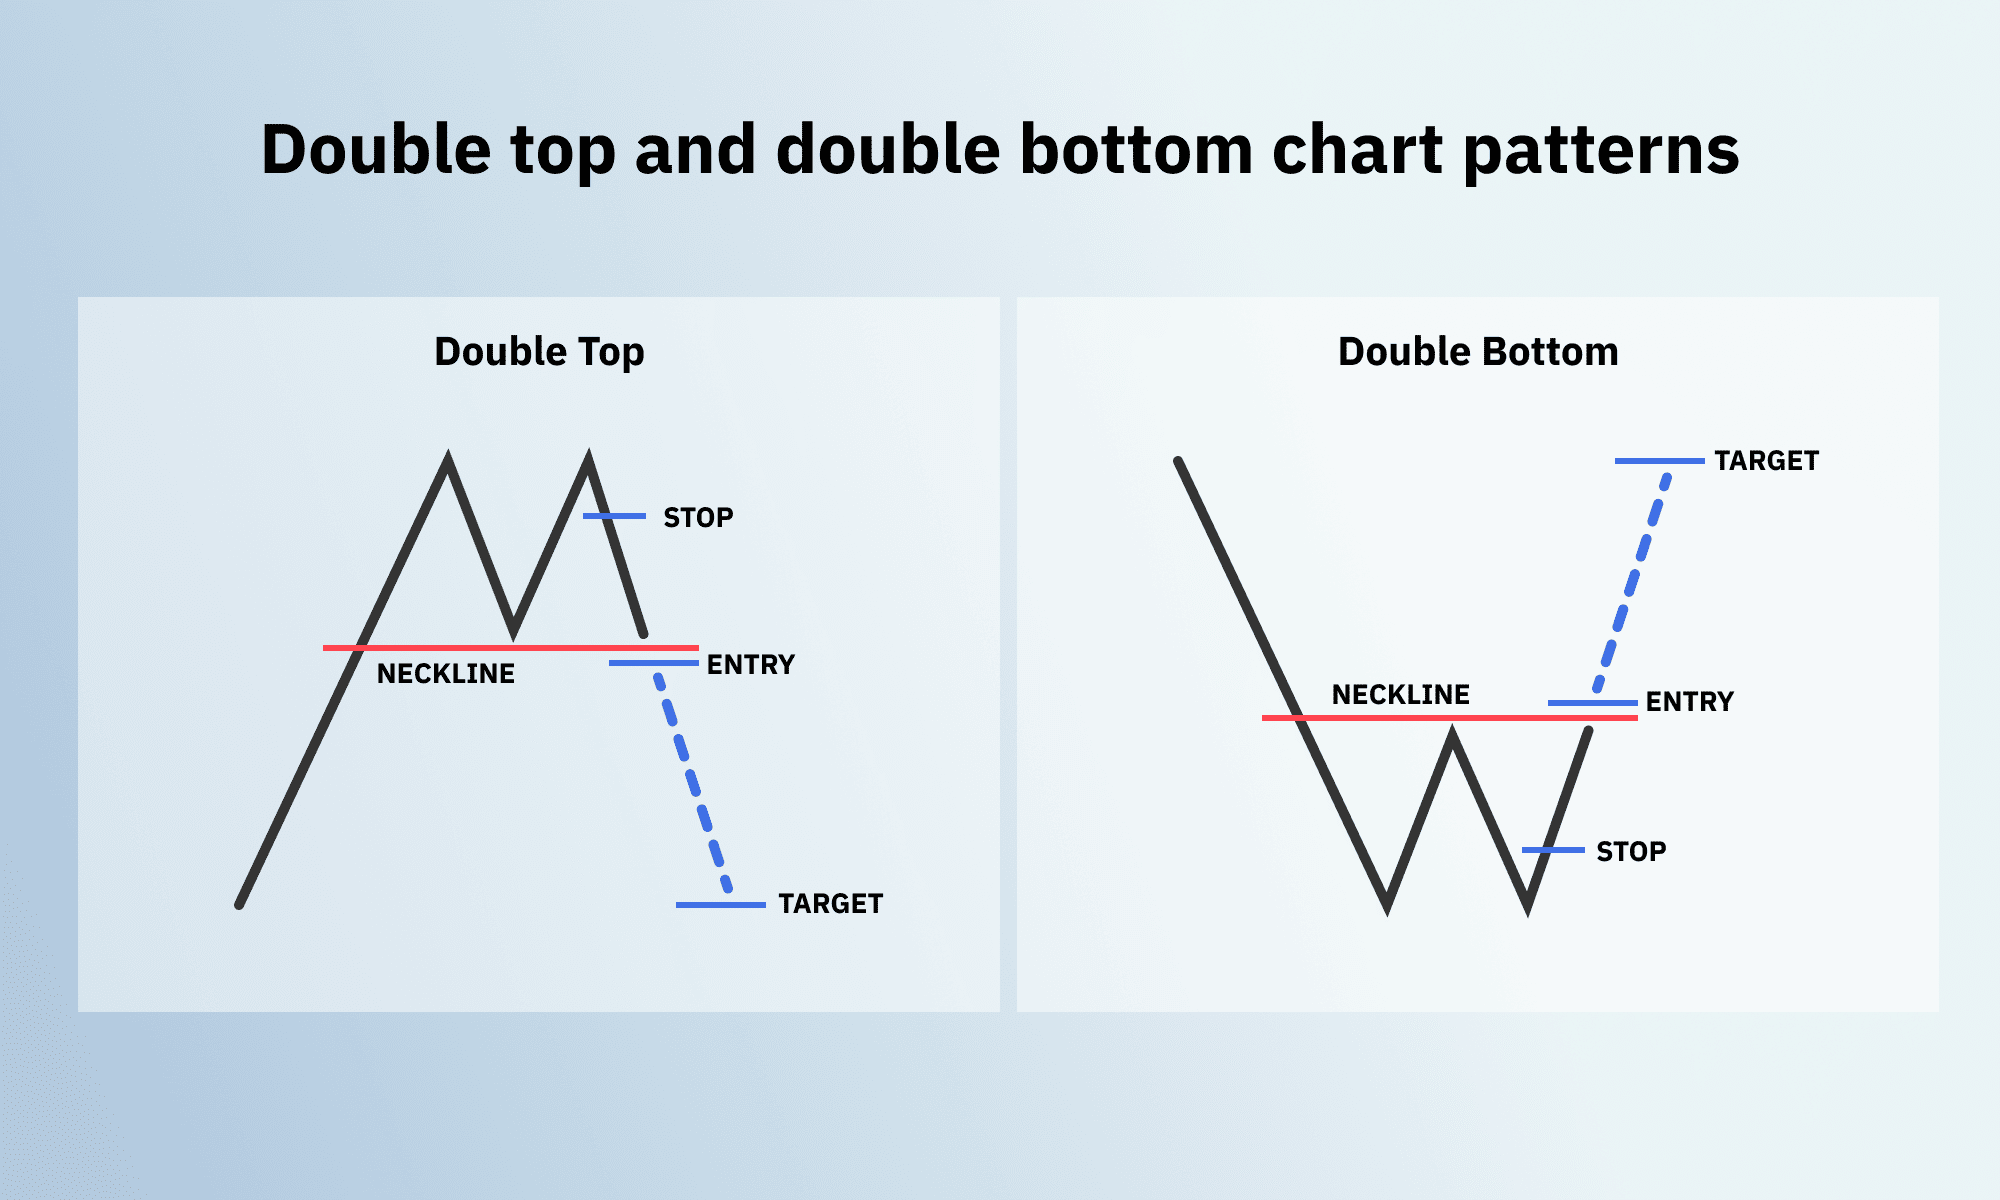 Double top and double bottom chart patterns
Double Top
STOP
NECKLINE
ENTRY
TARGET
Double Bottom
TARGET
NECKLINE
ENTRY
STOP